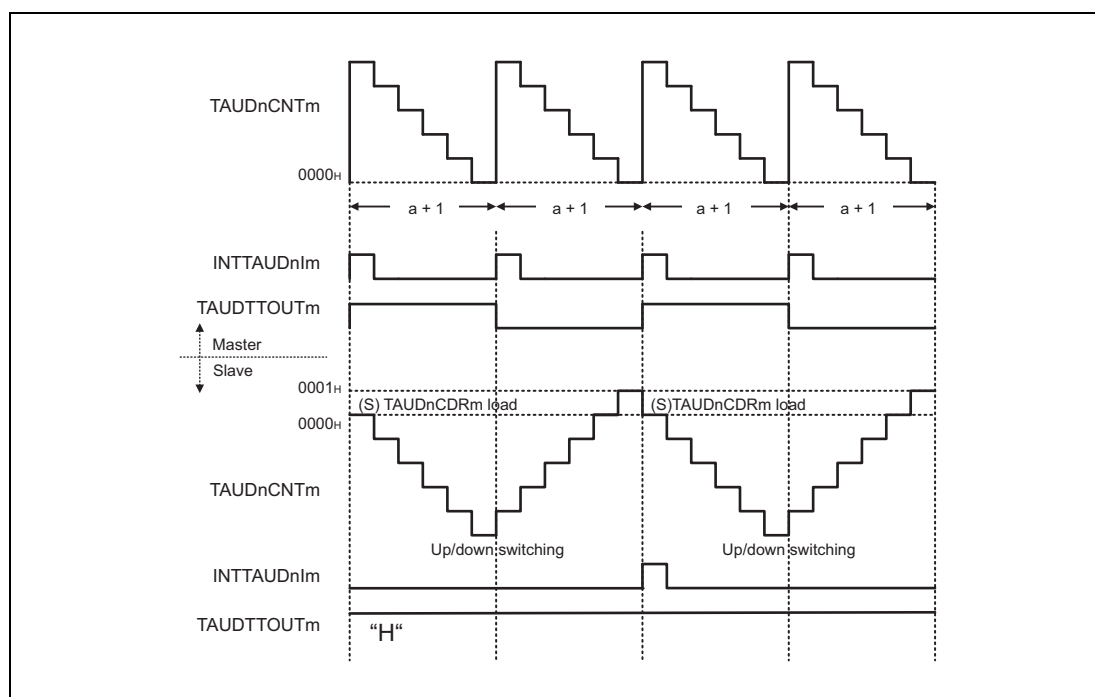 TAUDnCNTm
0000H
a + 1 a + 1 a + 1 a + 1
INTTAUDnIm
TAUDTTOUTm
Master
Slave
0001H
(S) TAUDnCDRm load (S)TAUDnCDRm load
0000H
TAUDnCNTm
Up/down switching Up/down switching
INTTAUDnIm
TAUDTTOUTm
“H“